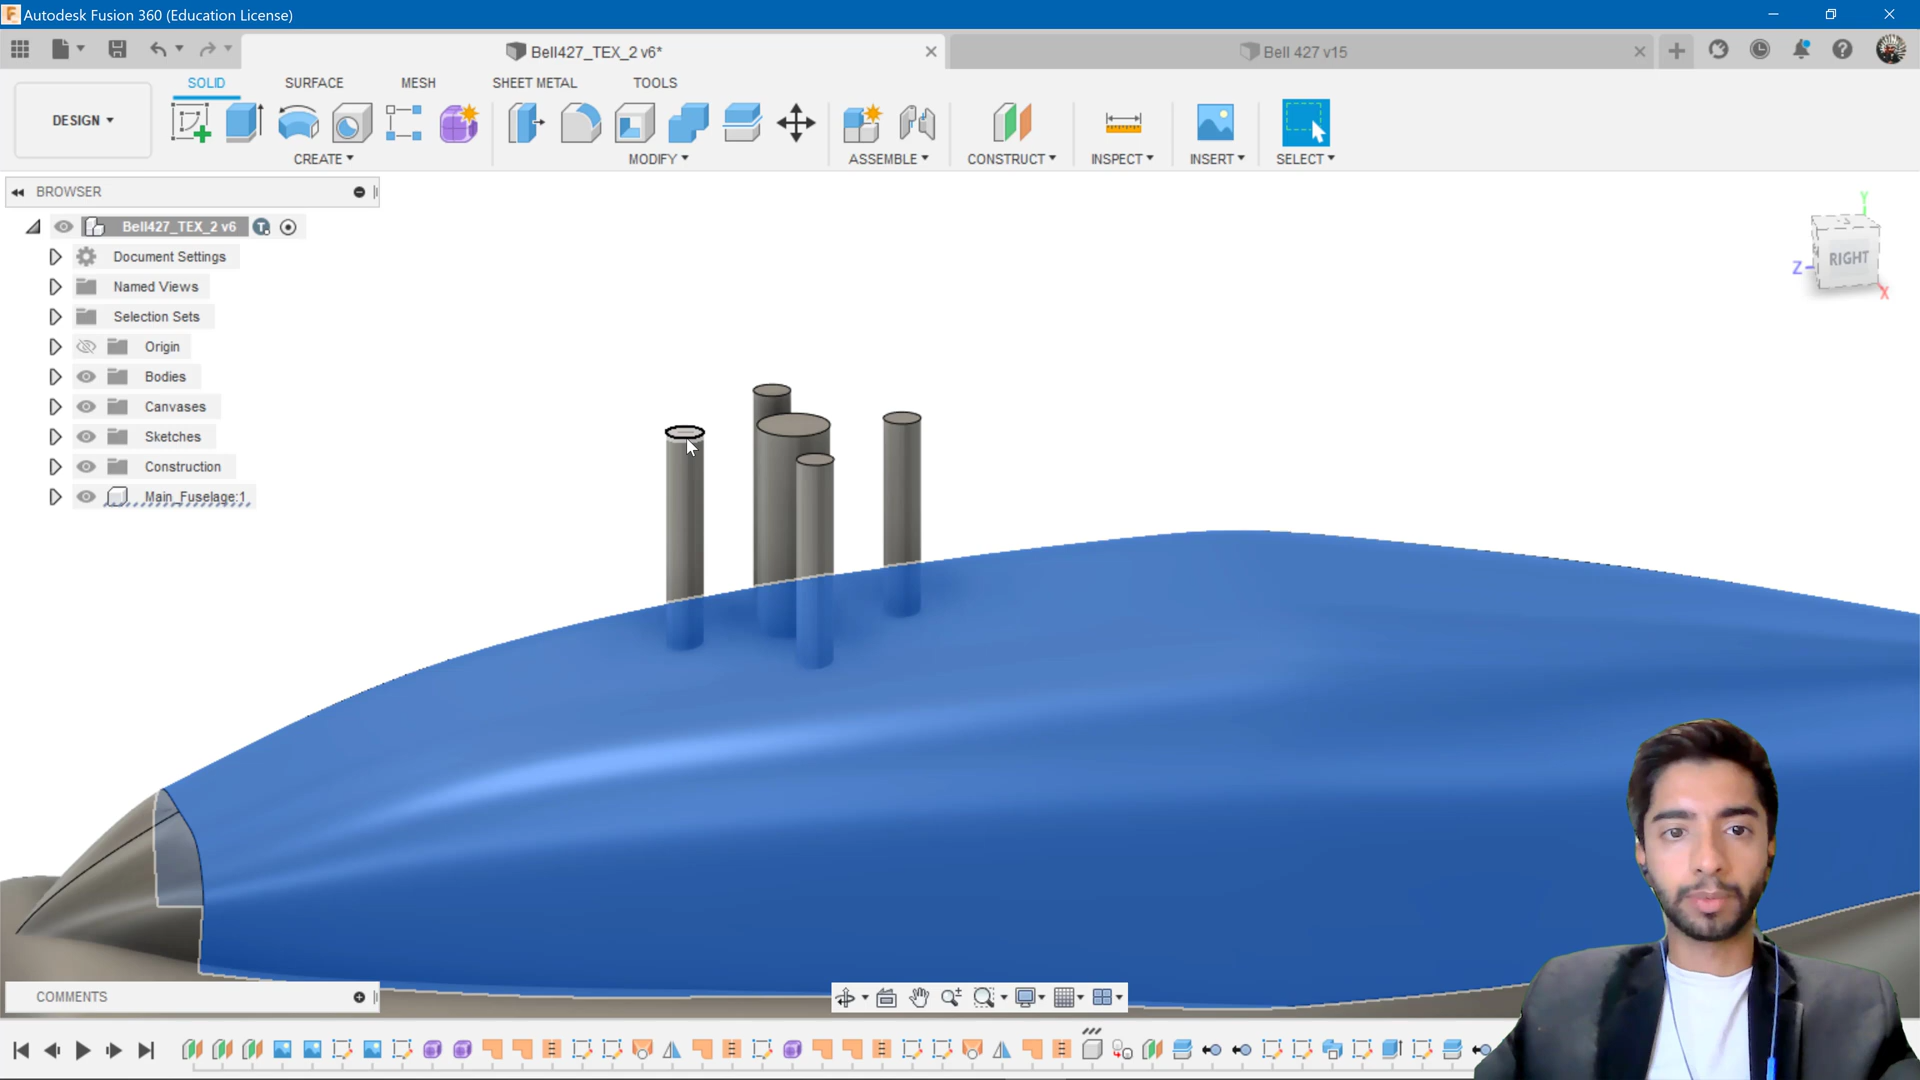 Autodesk Fusion 360 (Education License)
Bell427_TEX_2 v6*
Bell 427 v15
SOLID
SURFACE
MESH
SHEET METAL
TOOLS
DESIGN
CREATE
MODIFY
ASSEMBLE
CONSTRUCT
INSPECT
INSERT
SELECT
BROWSER
Bell427_TEX_2 v6
Document Settings
Named Views
Selection Sets
Origin
Bodies
Canvases
Sketches
Construction
Main_Fuselage:1
Y
RIGHT
Z
X
COMMENTS